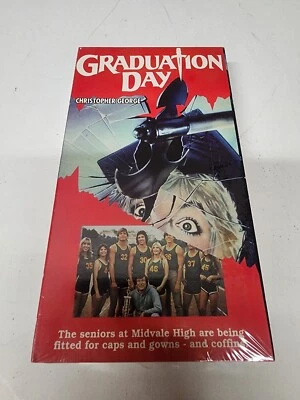 GRADUATION
DAY
CHRISTOPHER GEORGE
The seniors at Midvale High are being
fitted for caps and gowns - and coffins